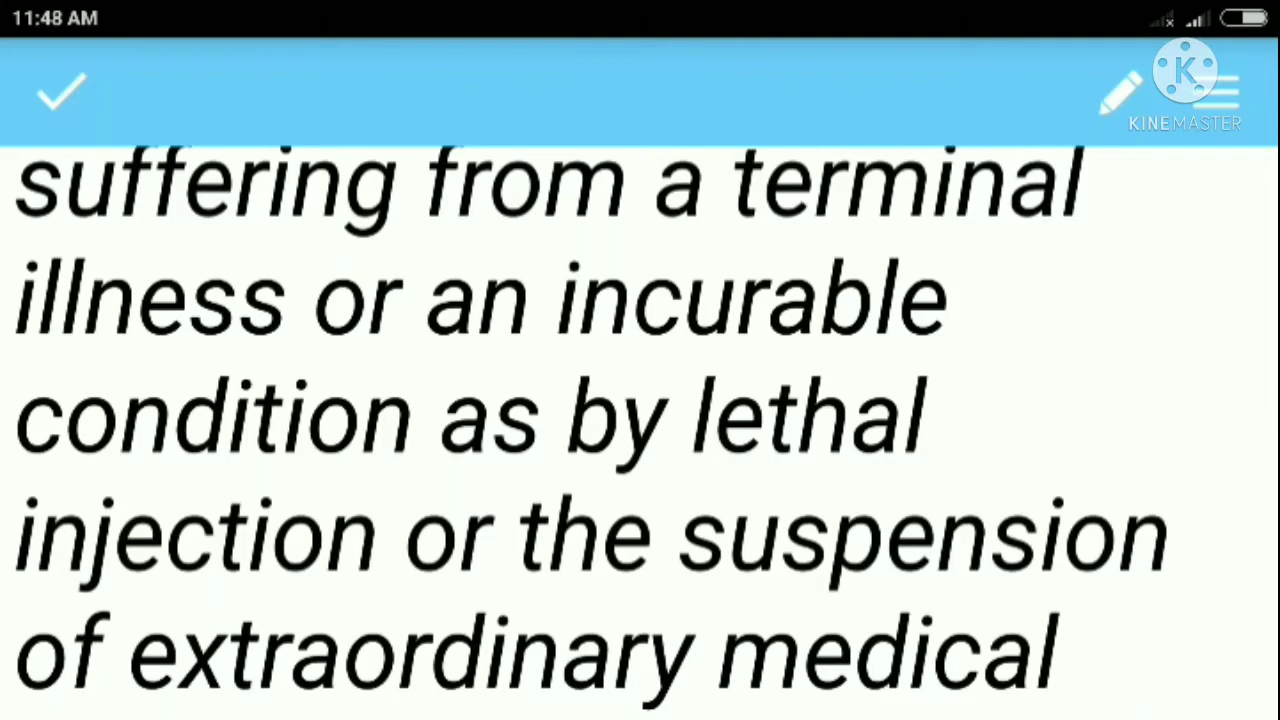 11:48 AM
K
KINEMASTER
suffering from a terminal
illness or an incurable
condition as by lethal
injection or the suspension
of extraordinary medical